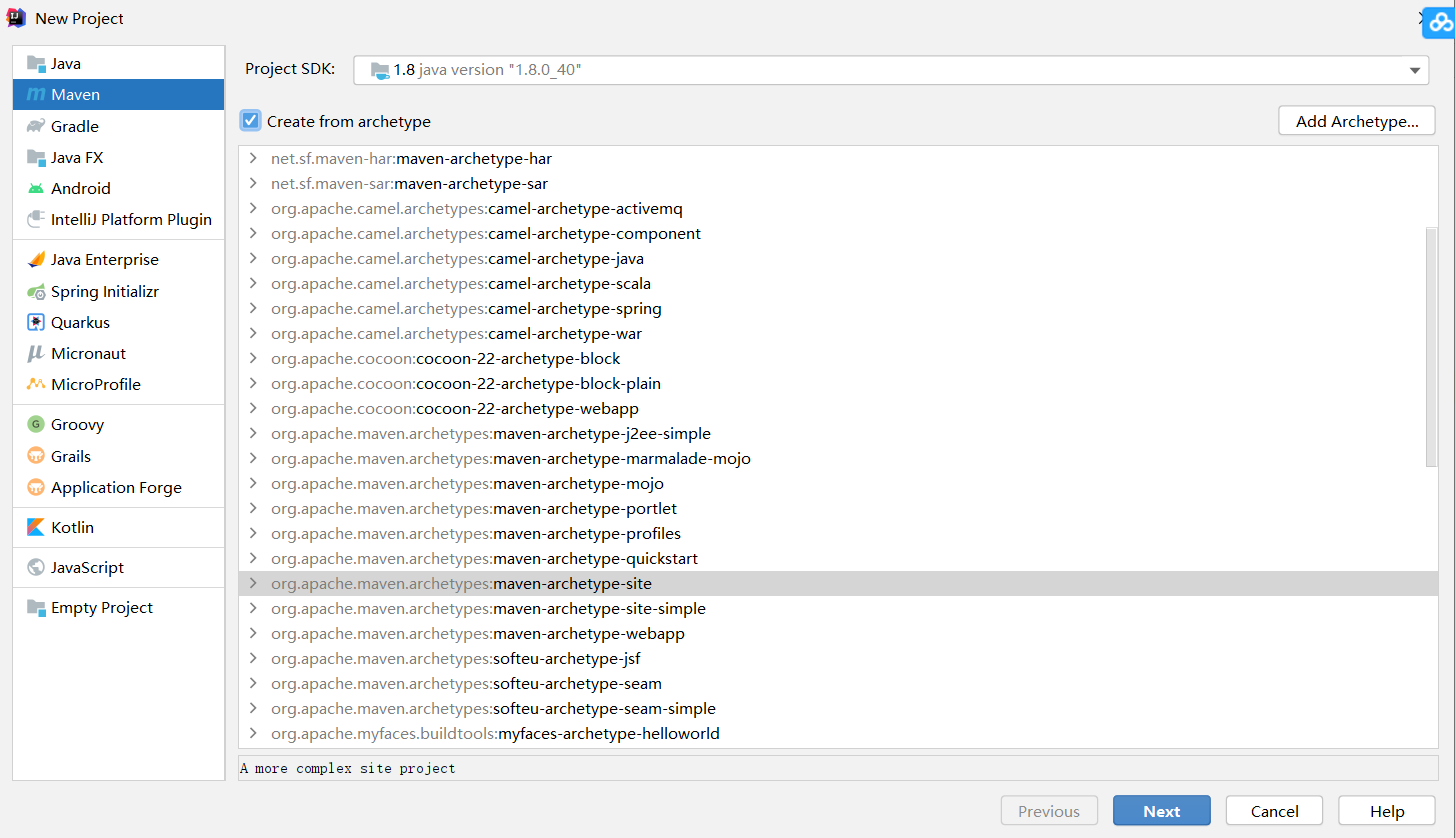 New Project
Java
Maven
Gradle
Java FX
Android
IntelliJ Platform Plugin
Java Enterprise
Spring Initializr
Quarkus
Micronaut
MicroProfile
Groovy
Grails
Application Forge
Kotlin
JavaScript
Empty Project
Project SDK: 1.8 java version "1.8.0_40"
Create from archetype
Add Archetype...
net.sf.maven-har:maven-archetype-har
net.sf.maven-sar:maven-archetype-sar
org.apache.camel.archetypes:camel-archetype-activemq
org.apache.camel.archetypes:camel-archetype-component
org.apache.camel.archetypes:camel-archetype-java
org.apache.camel.archetypes:camel-archetype-scala
org.apache.camel.archetypes:camel-archetype-spring
org.apache.camel.archetypes:camel-archetype-war
org.apache.cocoon:cocoon-22-archetype-block
org.apache.cocoon:cocoon-22-archetype-block-plain
org.apache.cocoon:cocoon-22-archetype-webapp
org.apache.maven.archetypes:maven-archetype-j2ee-simple
org.apache.maven.archetypes:maven-archetype-marmalade-mojo
org.apache.maven.archetypes:maven-archetype-mojo
org.apache.maven.archetypes:maven-archetype-portlet
org.apache.maven.archetypes:maven-archetype-profiles
org.apache.maven.archetypes:maven-archetype-quickstart
org.apache.maven.archetypes:maven-archetype-site
org.apache.maven.archetypes:maven-archetype-site-simple
org.apache.maven.archetypes:maven-archetype-webapp
org.apache.maven.archetypes:softeu-archetype-jsf
org.apache.maven.archetypes:softeu-archetype-seam
org.apache.maven.archetypes:softeu-archetype-seam-simple
org.apache.myfaces.buildtools:myfaces-archetype-helloworld
A more complex site project
Previous
Next
Cancel
Help